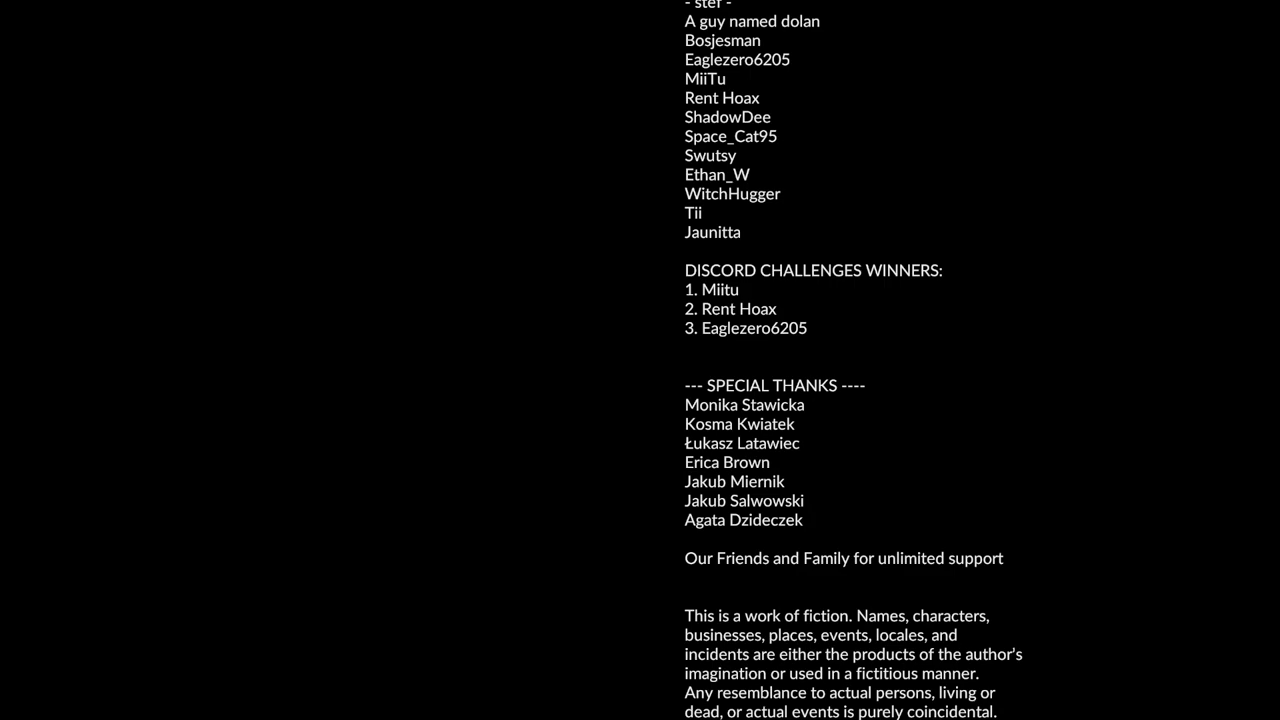 - stef -
A guy named dolan
Bosjesman
Eaglezero6205
MiiTu
Rent Hoax
ShadowDee
Space_Cat95
Swutsy
Ethan_W
WitchHugger
Tii
Jaunitta
DISCORD CHALLENGES WINNERS:
1. Miitu
2. Rent Hoax
3. Eaglezero6205
--- SPECIAL THANKS ----
Monika Stawicka
Kosma Kwiatek
Łukasz Latawiec
Erica Brown
Jakub Miernik
Jakub Salwowski
Agata Dzideczek
Our Friends and Family for unlimited support
This is a work of fiction. Names, characters,
businesses, places, events, locales, and
incidents are either the products of the author's
imagination or used in a fictitious manner.
Any resemblance to actual persons, living or
dead, or actual events is purely coincidental.